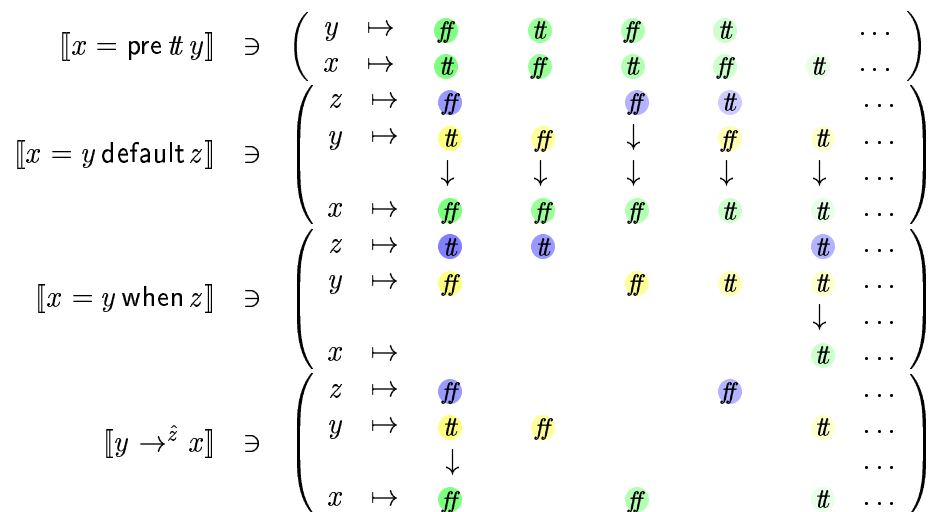 ⟦x = pre tt y⟧ ∋ ( y ↦ ff tt ff tt ...
x ↦ tt ff tt ff tt ... )
z ↦ ff ff tt ...
⟦x = y default z⟧ ∋ ( y ↦ tt ff ↓ ff tt ...
↓ ↓ ↓ ↓ ↓ ...
x ↦ ff ff ff tt tt ... )
z ↦ tt tt tt ...
⟦x = y when z⟧ ∋ ( y ↦ ff ff tt tt ...
↓ ...
x ↦ tt ... )
z ↦ ff ff ...
⟦y →^ẑ x⟧ ∋ ( y ↦ tt ff tt ...
↓ ...
x ↦ ff ff tt ... )